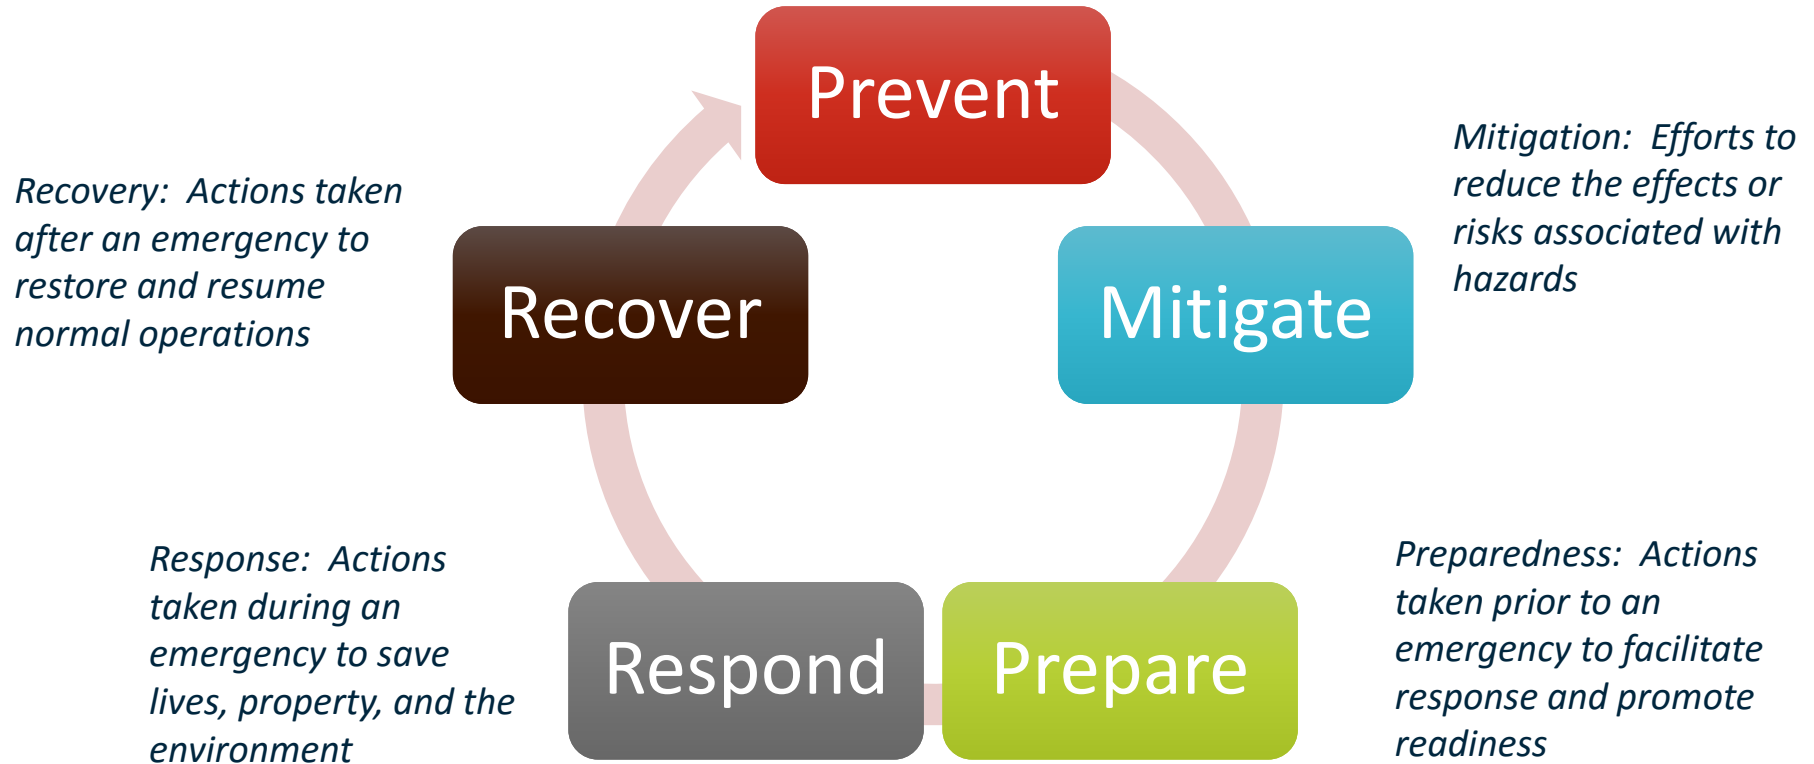 Prevent
Mitigation:  Efforts to
reduce the effects or
risks associated with
hazards
Recovery:  Actions taken
after an emergency to
restore and resume
normal operations
Recover
Mitigate
Response:  Actions
taken during an
emergency to save
lives, property, and the
environment
Respond
Prepare
Preparedness:  Actions
taken prior to an
emergency to facilitate
response and promote
readiness